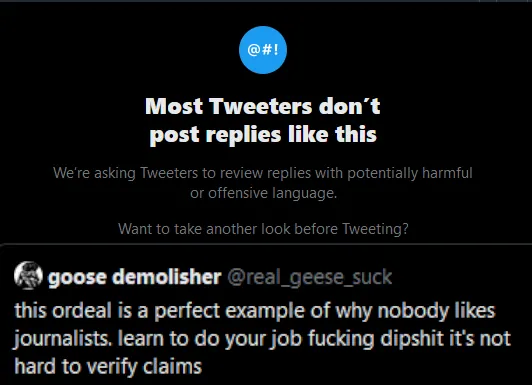 @#!
Most Tweeters don´t
post replies like this
We're asking Tweeters to review replies with potentially harmful
or offensive language.
Want to take another look before Tweeting?
goose demolisher @real_geese_suck
this ordeal is a perfect example of why nobody likes
journalists. learn to do your job fucking dipshit it's not
hard to verify claims